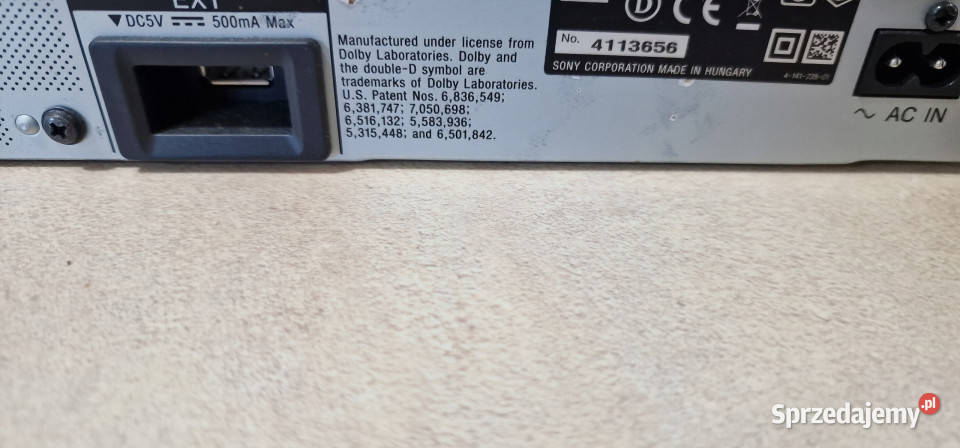 EXT
▼DC5V ⎓ 500mA Max
Manufactured under license from
Dolby Laboratories. Dolby and
the double-D symbol are
trademarks of Dolby Laboratories.
U.S. Patent Nos. 6,836,549;
6,381,747; 7,050,698;
6,516,132; 5,583,936;
5,315,448; and 6,501,842.
D CE
No. 4113656
SONY CORPORATION MADE IN HUNGARY
~ AC IN
Sprzedajemy.pl